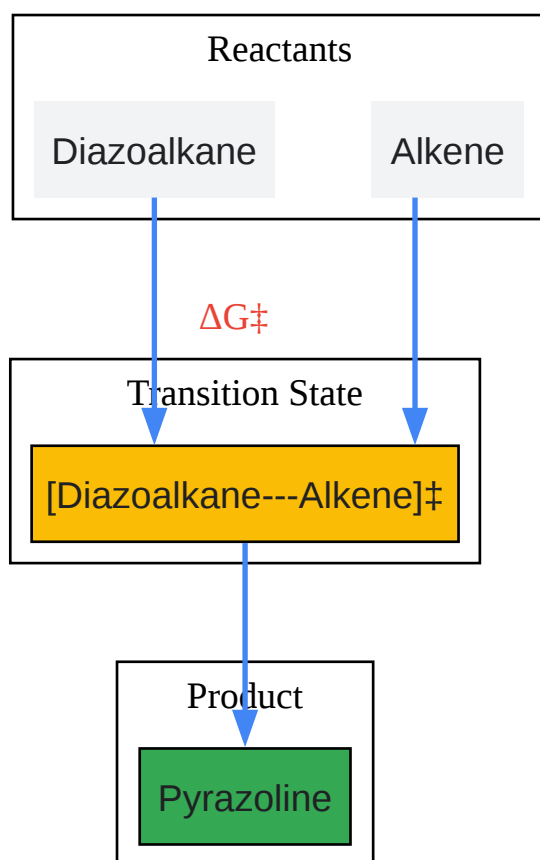 Reactants
Diazoalkane Alkene
ΔG‡
Transition State
[Diazoalkane---Alkene]‡
Product
Pyrazoline